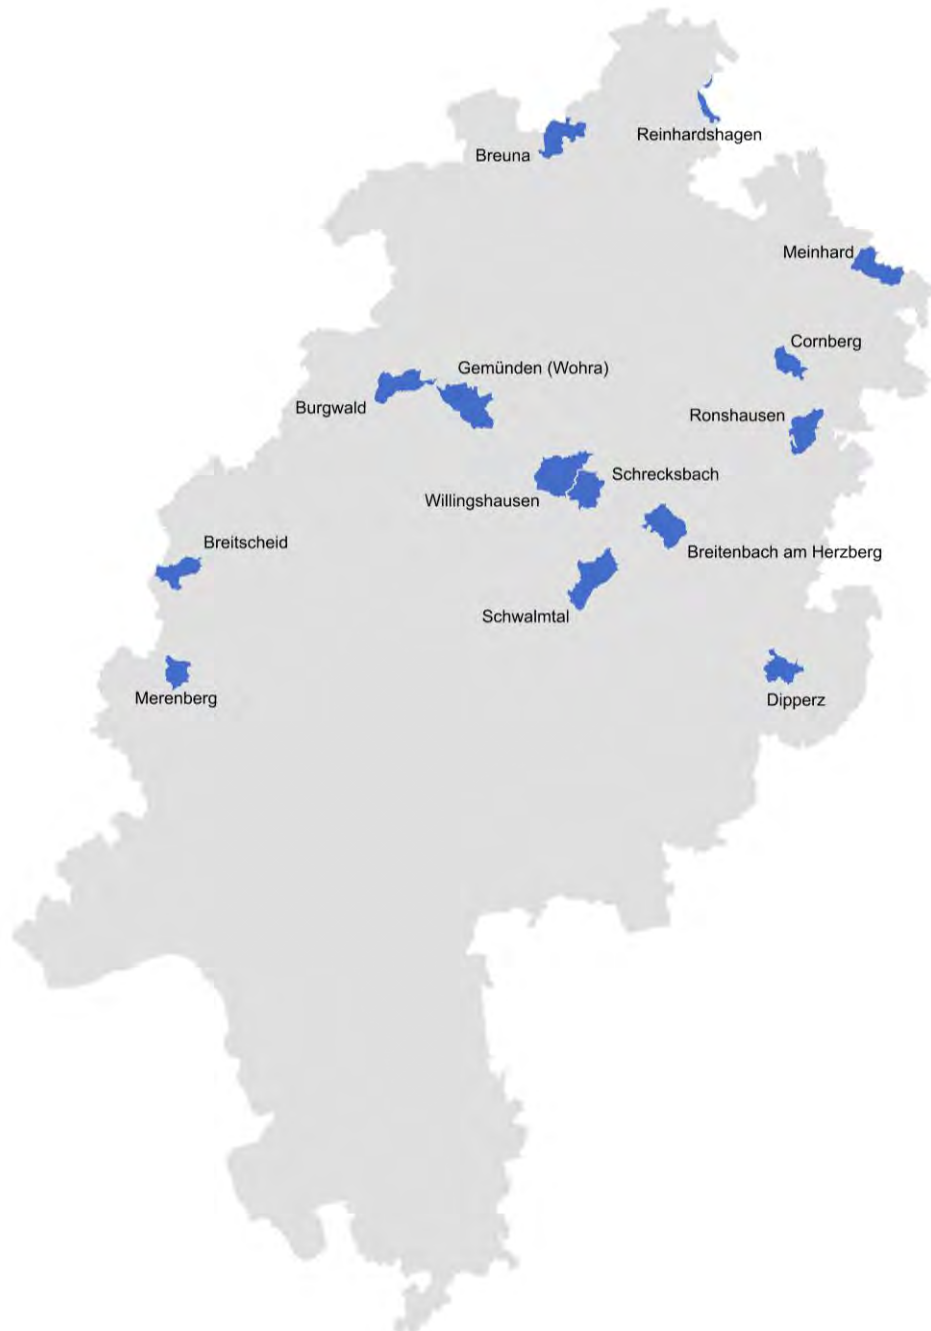 Reinhardshagen
Breuna
Meinhard
Cornberg
Gemünden (Wohra)
Burgwald
Ronshausen
Schrecksbach
Willingshausen
Breitscheid
Breitenbach am Herzberg
Schwalmtal
Merenberg
Dipperz